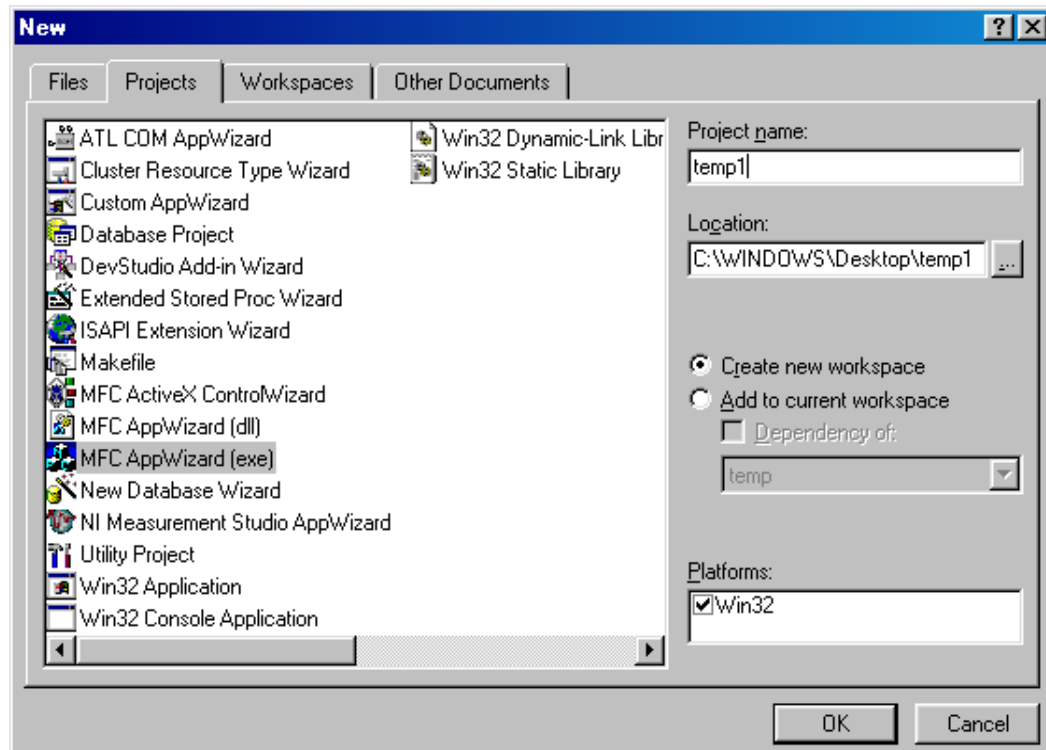 New
Files
Projects
Workspaces
Other Documents
ATL COM AppWizard
Cluster Resource Type Wizard
Custom AppWizard
Database Project
DevStudio Add-in Wizard
Extended Stored Proc Wizard
ISAPI Extension Wizard
Makefile
MFC ActiveX ControlWizard
MFC AppWizard (dll)
MFC AppWizard (exe)
New Database Wizard
NI Measurement Studio AppWizard
Utility Project
Win32 Application
Win32 Console Application
Win32 Dynamic-Link Libr
Win32 Static Library
Project name:
temp1
Location:
C:\WINDOWS\Desktop\temp1
...
Create new workspace
Add to current workspace
Dependency of:
temp
Platforms:
Win32
OK
Cancel